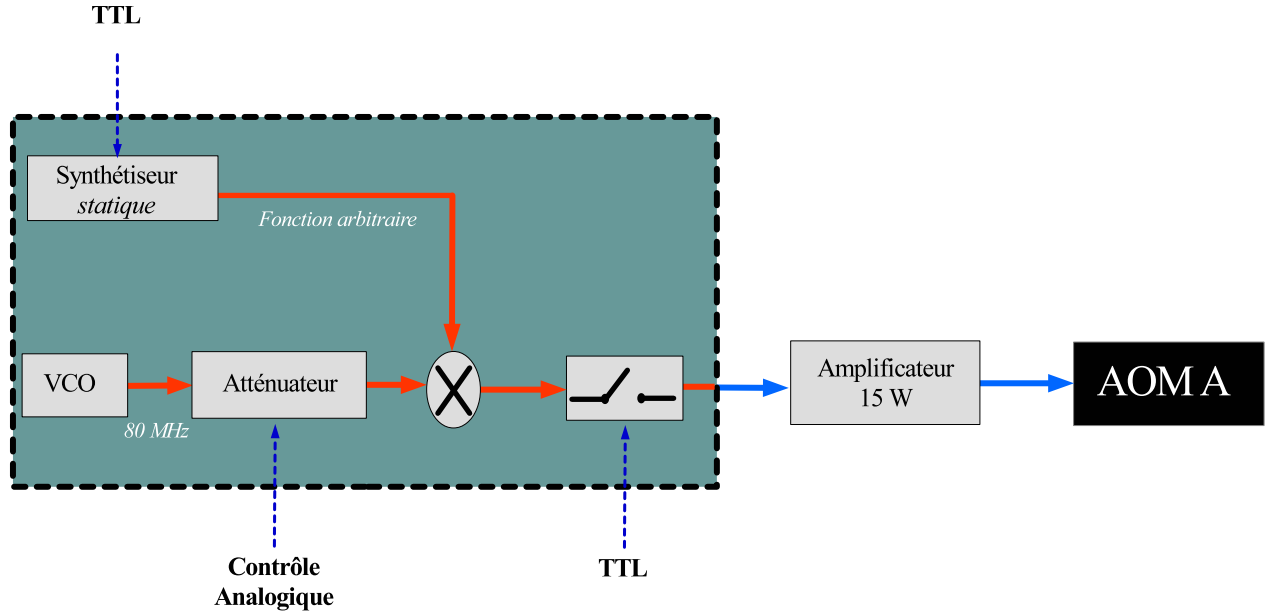 TTL
Synthétiseur
statique
Fonction arbitraire
VCO
Atténuateur
80 MHz
Amplificateur
15 W
AOM A
Contrôle
Analogique
TTL